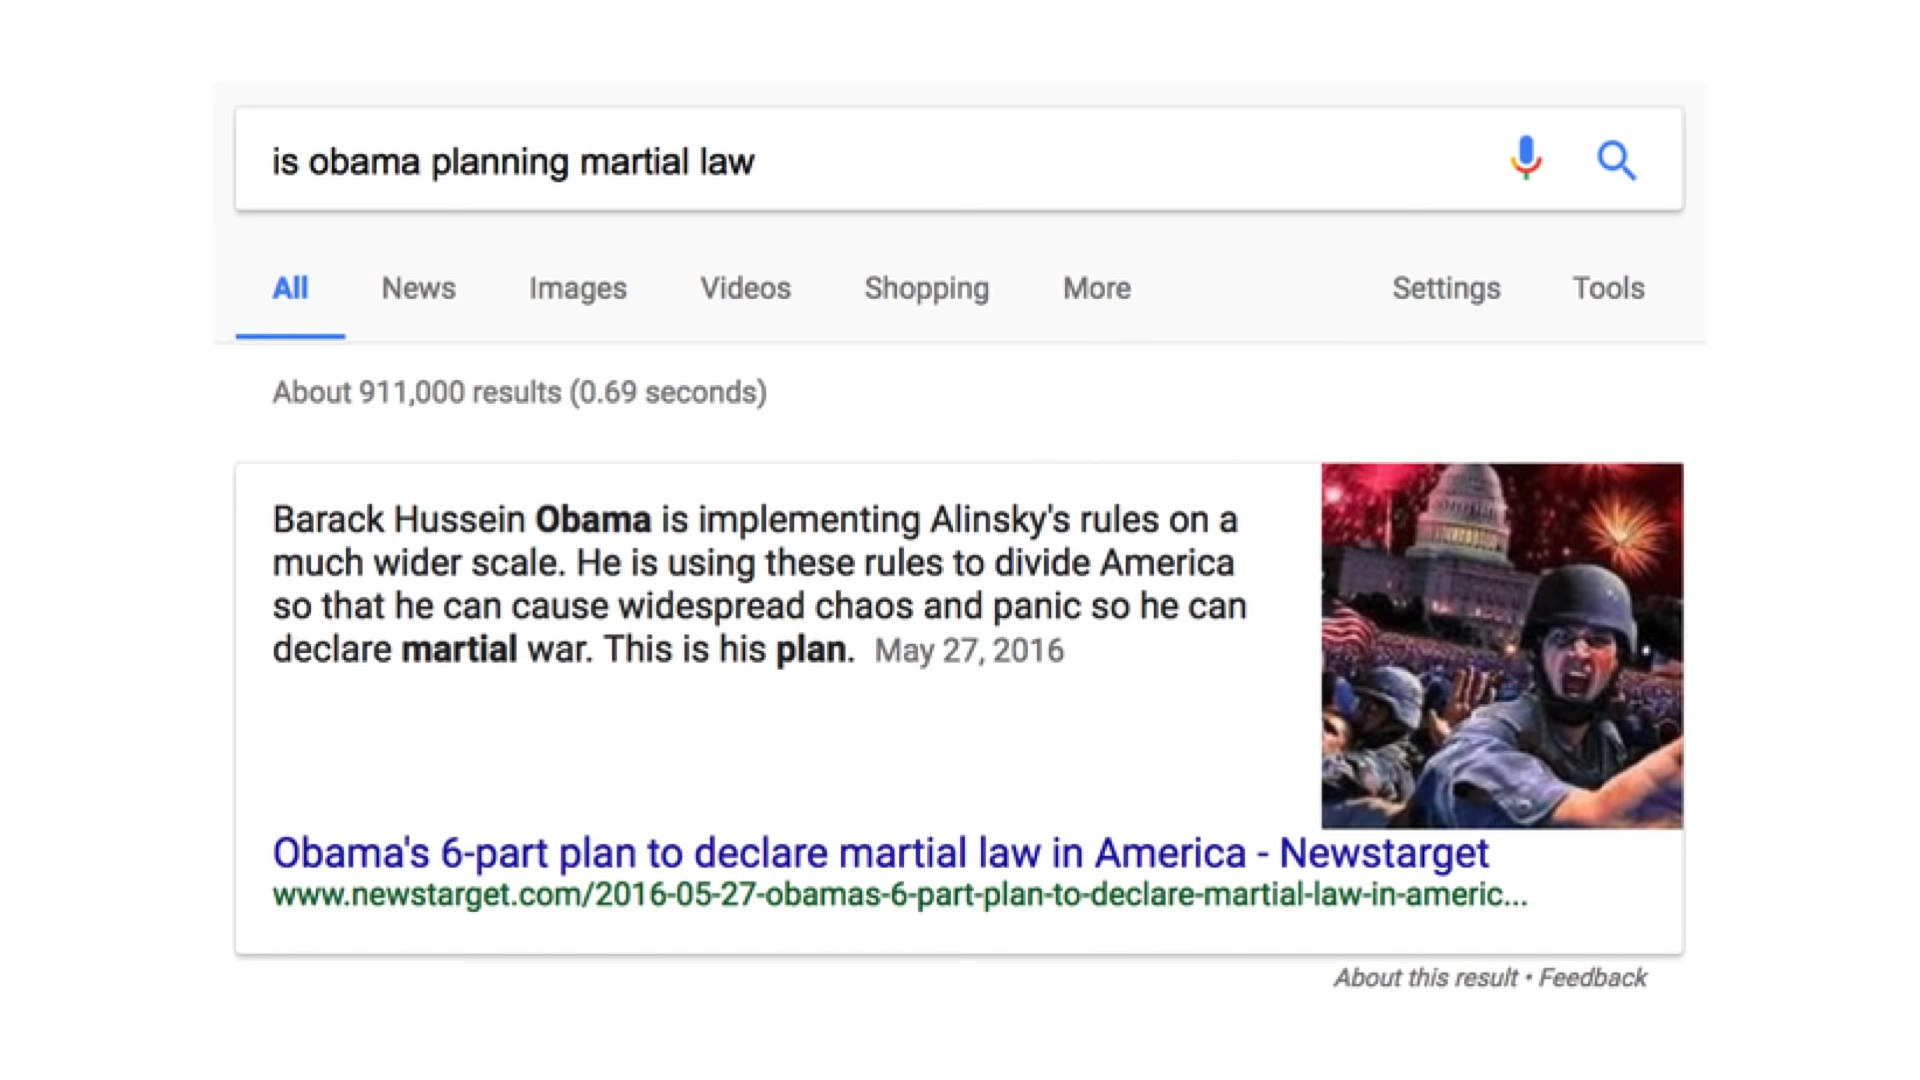 is obama planning martial law
All News Images Videos Shopping More Settings Tools
About 911,000 results (0.69 seconds)
Barack Hussein Obama is implementing Alinsky's rules on a
much wider scale. He is using these rules to divide America
so that he can cause widespread chaos and panic so he can
declare martial war. This is his plan. May 27, 2016
Obama's 6-part plan to declare martial law in America - Newstarget
www.newstarget.com/2016-05-27-obamas-6-part-plan-to-declare-martial-law-in-americ...
About this result • Feedback